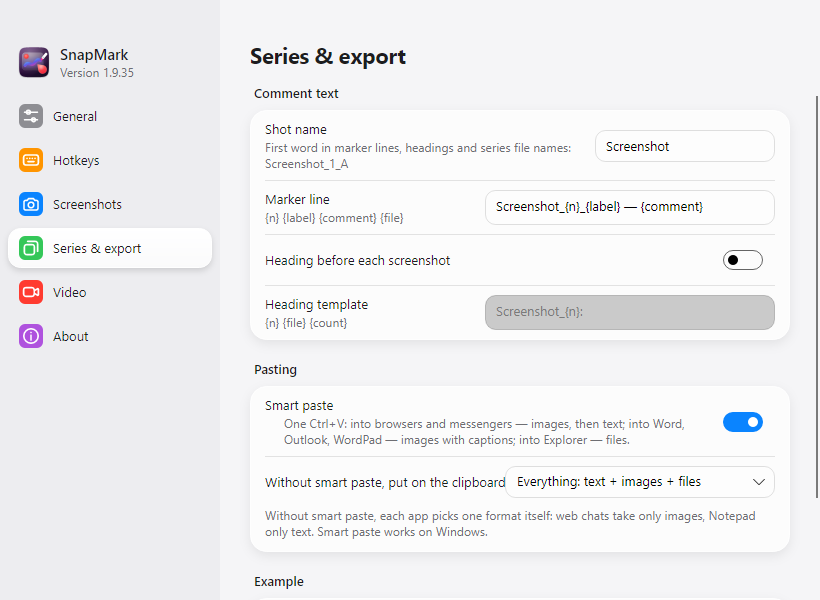 SnapMark
Version 1.9.35
General
Hotkeys
Screenshots
Series & export
Video
About
Series & export
Comment text
Shot name
First word in marker lines, headings and series file names:
Screenshot_1_A
Screenshot
Marker line
{n} {label} {comment} {file}
Screenshot_{n}_{label} — {comment}
Heading before each screenshot
Heading template
{n} {file} {count}
Screenshot_{n}:
Pasting
Smart paste
One Ctrl+V: into browsers and messengers — images, then text; into Word,
Outlook, WordPad — images with captions; into Explorer — files.
Without smart paste, put on the clipboard
Everything: text + images + files
Without smart paste, each app picks one format itself: web chats take only images, Notepad
only text. Smart paste works on Windows.
Example